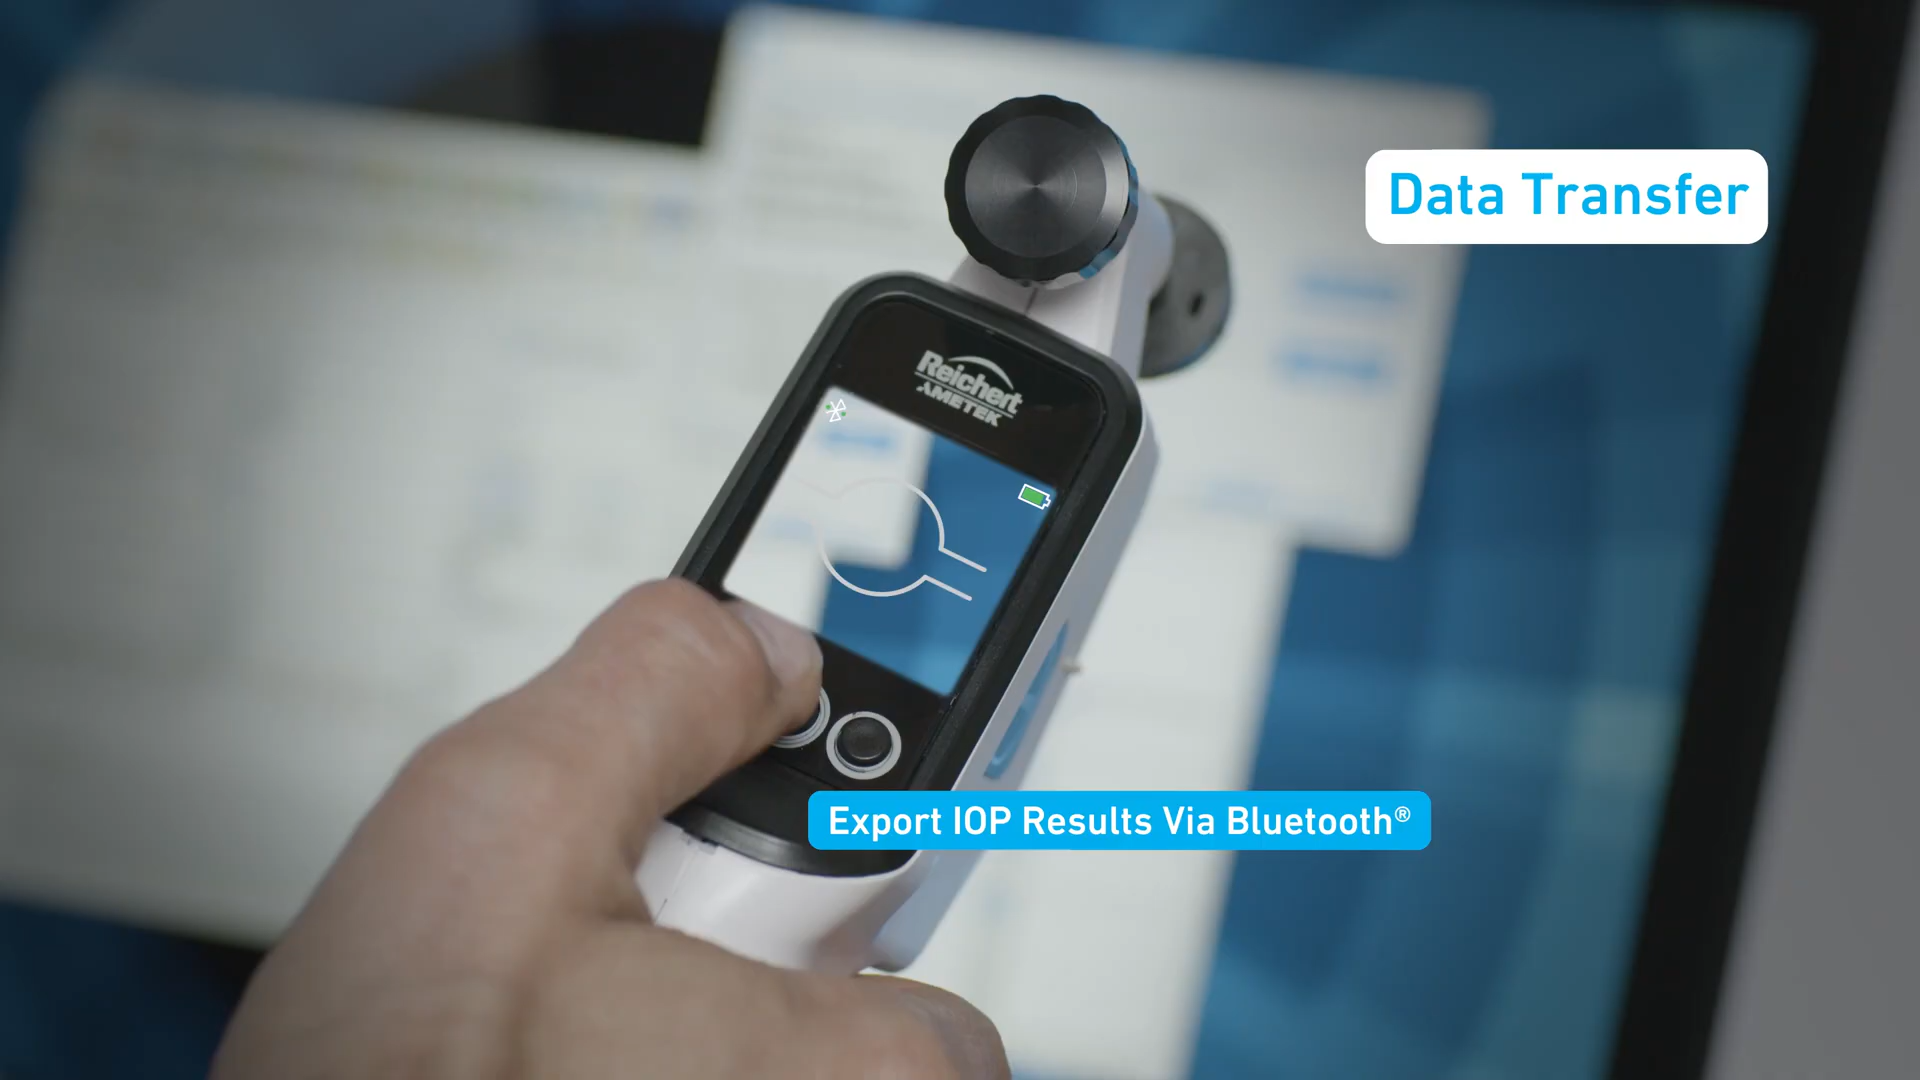 Data Transfer
Reichert
AMETEK
Export IOP Results Via Bluetooth®